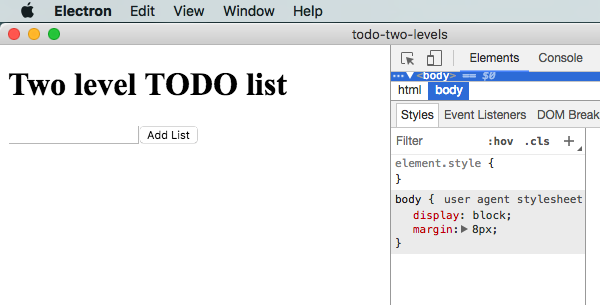 Electron Edit View Window Help
todo-two-levels
Two level TODO list
Add List
Elements Console
…▼<body> == $0
html body
Styles Event Listeners DOM Break
Filter :hov .cls +
element.style {
}
body { user agent stylesheet
display: block;
margin:▶ 8px;
}